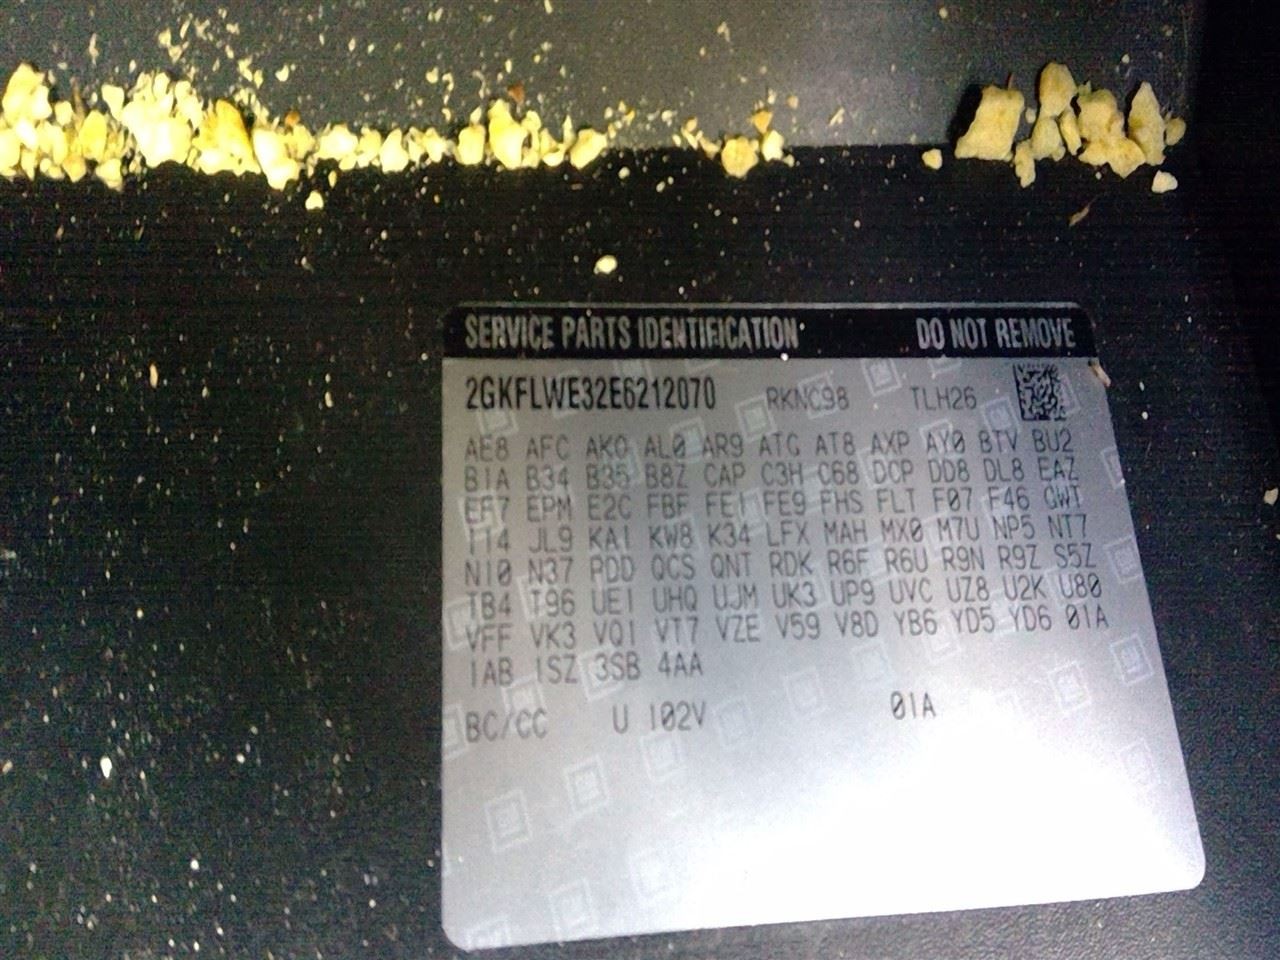 SERVICE PARTS IDENTIFICATION DO NOT REMOVE
2GKFLWE32E6212070 RKNC98 TLH26
AE8 AFC AKO AL0 AR9 ATG AT8 AXP AY0 BTV BU2
B1A B34 B35 B8Z CAP C3H C68 DCP DD8 DL8 EAZ
EF7 EPM E2C FBF FE1 FE9 FHS FLT F07 F46 GWT
JL9 KA1 KW8 K34 LFX MAH MX0 M7U NP5 NT7
N10 N37 PDD QCS QNT RDK R6F R6U R9N R9Z S5Z
TB4 T96 UE1 UHQ UJM UK3 UP9 UVC UZ8 U2K U80
VFF VK3 VQ1 VT7 VZE V59 V8D YB6 YD5 YD6 01A
1AB 1SZ 3SB 4AA
BC/CC U 102V 01A